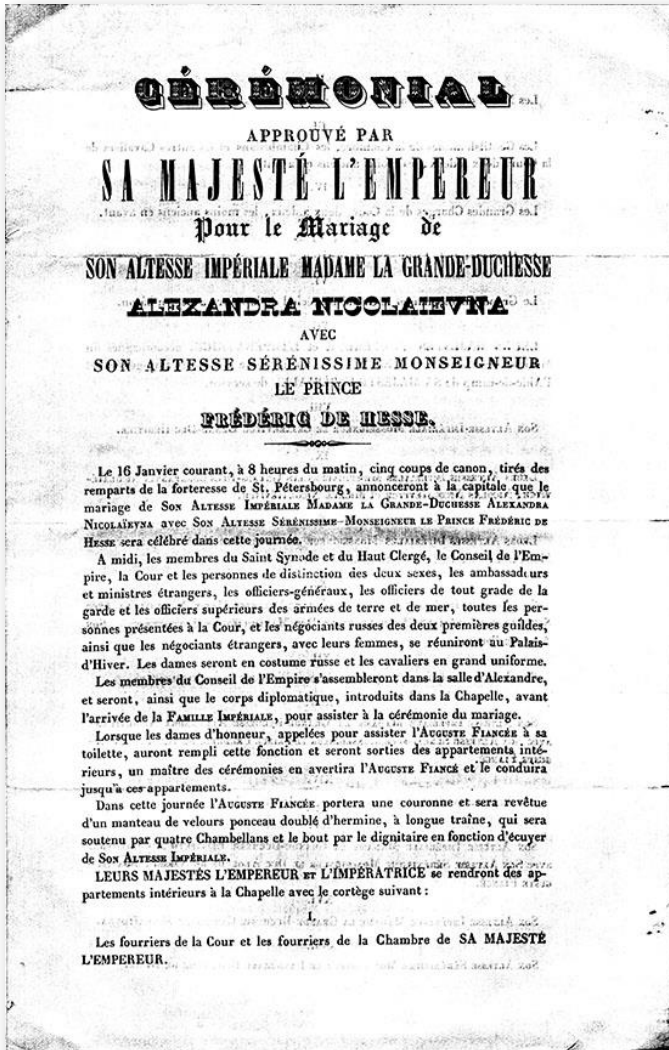 CÉRÉMONIAL
APPROUVÉ PAR
SA MAJESTÉ L'EMPEREUR
Pour le Mariage de
SON ALTESSE IMPÉRIALE MADAME LA GRANDE-DUCHESSE
ALEXANDRA NICOLAIEVNA
AVEC
SON ALTESSE SÉRÉNISSIME MONSEIGNEUR
LE PRINCE
FRÉDÉRIC DE HESSE.
Le 16 Janvier courant, à 8 heures du matin, cinq coups de canon, tirés des
remparts de la forteresse de St. Pétersbourg, annonceront à la capitale que le
mariage de SON ALTESSE IMPÉRIALE MADAME LA GRANDE-DUCHESSE ALEXANDRA
NICOLAÏEVNA avec SON ALTESSE SÉRÉNISSIME MONSEIGNEUR LE PRINCE FRÉDÉRIC DE
HESSE sera célébré dans cette journée.
A midi, les membres du Saint Synode et du Haut Clergé, le Conseil de l'Em-
pire, la Cour et les personnes de distinction des deux sexes, les ambassadeurs
et ministres étrangers, les officiers-généraux, les officiers de tout grade de la
garde et les officiers supérieurs des armées de terre et de mer, toutes les per-
sonnes présentées à la Cour, et les négociants russes des deux premières guildes,
ainsi que les négociants étrangers, avec leurs femmes, se réuniront au Palais-
d'Hiver. Les dames seront en costume russe et les cavaliers en grand uniforme.
Les membres du Conseil de l'Empire s'assembleront dans la salle d'Alexandre,
et seront, ainsi que le corps diplomatique, introduits dans la Chapelle, avant
l'arrivée de la FAMILLE IMPÉRIALE, pour assister à la cérémonie du mariage.
Lorsque les dames d'honneur, appelées pour assister l'AUGUSTE FIANCÉE à sa
toilette, auront rempli cette fonction et seront sorties des appartements inté-
rieurs, un maître des cérémonies en avertira l'AUGUSTE FIANCÉ et le conduira
jusqu'à ces appartements.
Dans cette journée l'AUGUSTE FIANCÉE portera une couronne et sera revêtue
d'un manteau de velours ponceau doublé d'hermine, à longue traîne, qui sera
soutenu par quatre Chambellans et le bout par le dignitaire en fonction d'écuyer
de SON ALTESSE IMPÉRIALE.
LEURS MAJESTÉS L'EMPEREUR ET L'IMPÉRATRICE se rendront des ap-
partements intérieurs à la Chapelle avec le cortège suivant :
I.
Les fourriers de la Cour et les fourriers de la Chambre de SA MAJESTÉ
L'EMPEREUR.